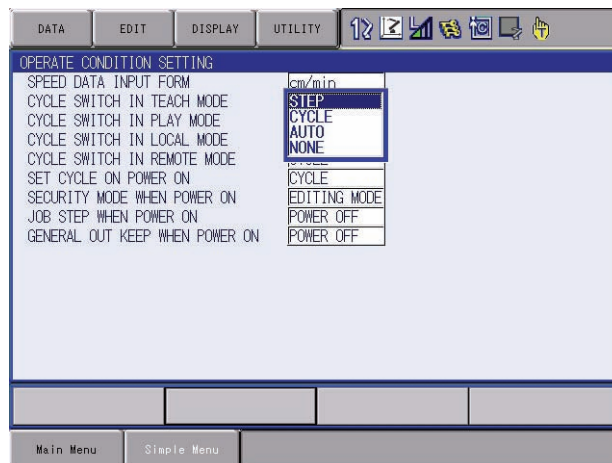 DATA EDIT DISPLAY UTILITY
OPERATE CONDITION SETTING
SPEED DATA INPUT FORM cm/min
CYCLE SWITCH IN TEACH MODE STEP
CYCLE SWITCH IN PLAY MODE CYCLE
CYCLE SWITCH IN LOCAL MODE AUTO
NONE
CYCLE SWITCH IN REMOTE MODE
SET CYCLE ON POWER ON CYCLE
SECURITY MODE WHEN POWER ON EDITING MODE
JOB STEP WHEN POWER ON POWER OFF
GENERAL OUT KEEP WHEN POWER ON POWER OFF
Main Menu Simple Menu